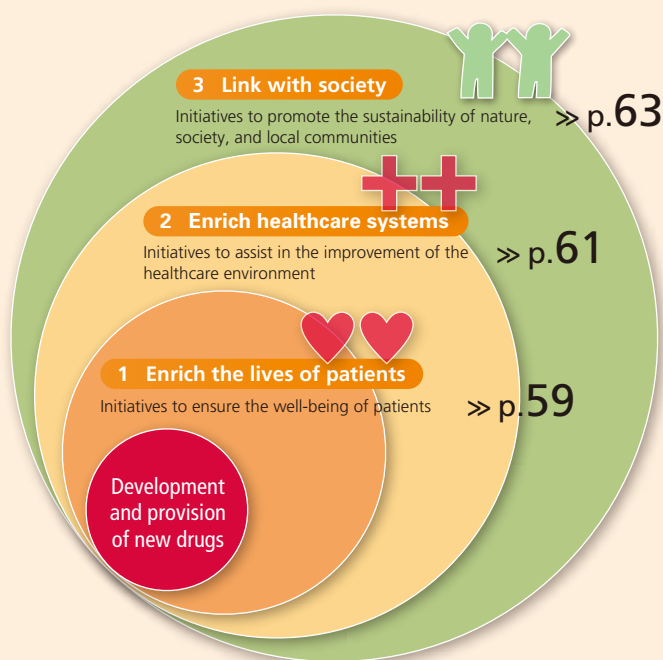 3 Link with society
Initiatives to promote the sustainability of nature,
society, and local communities
≫ p.63
2 Enrich healthcare systems
Initiatives to assist in the improvement of the
healthcare environment
≫ p.61
1 Enrich the lives of patients
Initiatives to ensure the well-being of patients
≫ p.59
Development
and provision
of new drugs